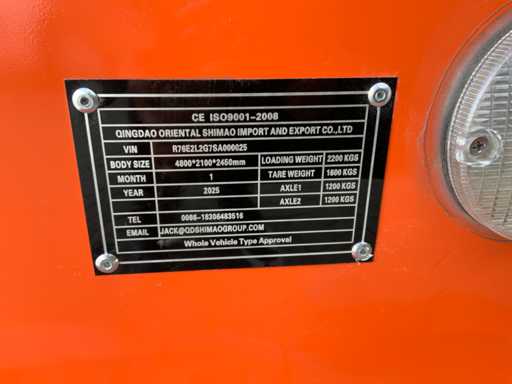 CE ISO9001-2008
QINGDAO ORIENTAL SHIMAO IMPORT AND EXPORT CO.,LTD
VIN R76E2L2G7SA000025
BODY SIZE 4800*2100*2450mm LOADING WEIGHT 2200 KGS
MONTH 1 TARE WEIGHT 1600 KGS
YEAR 2025 AXLE1 1200 KGS
AXLE2 1200 KGS
TEL 0086-18306483516
EMAIL JACK@QDSHIMAOGROUP.COM
Whole Vehicle Type Approval